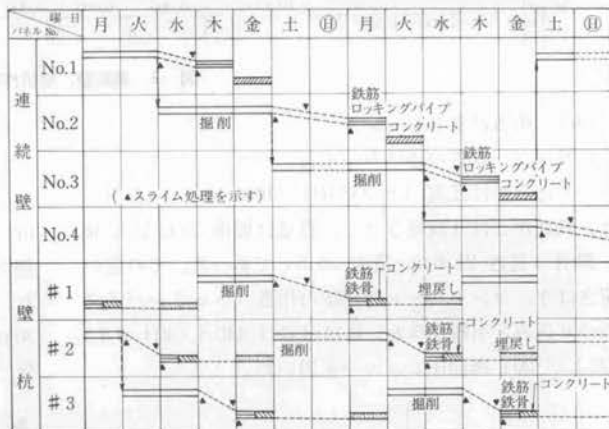 曜日
パネルNo.
月 火 水 木 金 土 ㊐ 月 火 水 木 金 土 ㊐
連続壁
No.1
No.2
掘削
鉄筋
ロッキングパイプ
コンクリート
No.3
掘削
鉄筋
ロッキングパイプ
コンクリート
(▲スライム処理を示す)
No.4
壁杭
#1
掘削
鉄筋
鉄骨
コンクリート
埋戻し
#2
掘削
鉄筋
鉄骨
コンクリート
埋戻し
#3
掘削
鉄筋
鉄骨
コンクリート